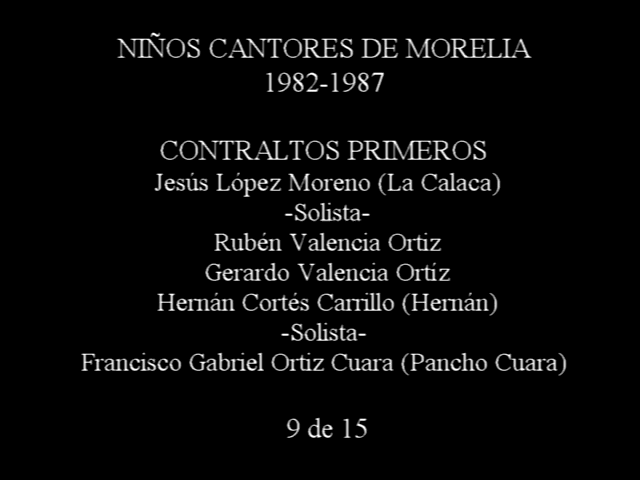 NIÑOS CANTORES DE MORELIA
1982-1987
CONTRALTOS PRIMEROS
Jesús López Moreno (La Calaca)
-Solista-
Rubén Valencia Ortiz
Gerardo Valencia Ortíz
Hernán Cortés Carrillo (Hernán)
-Solista-
Francisco Gabriel Ortiz Cuara (Pancho Cuara)
9 de 15